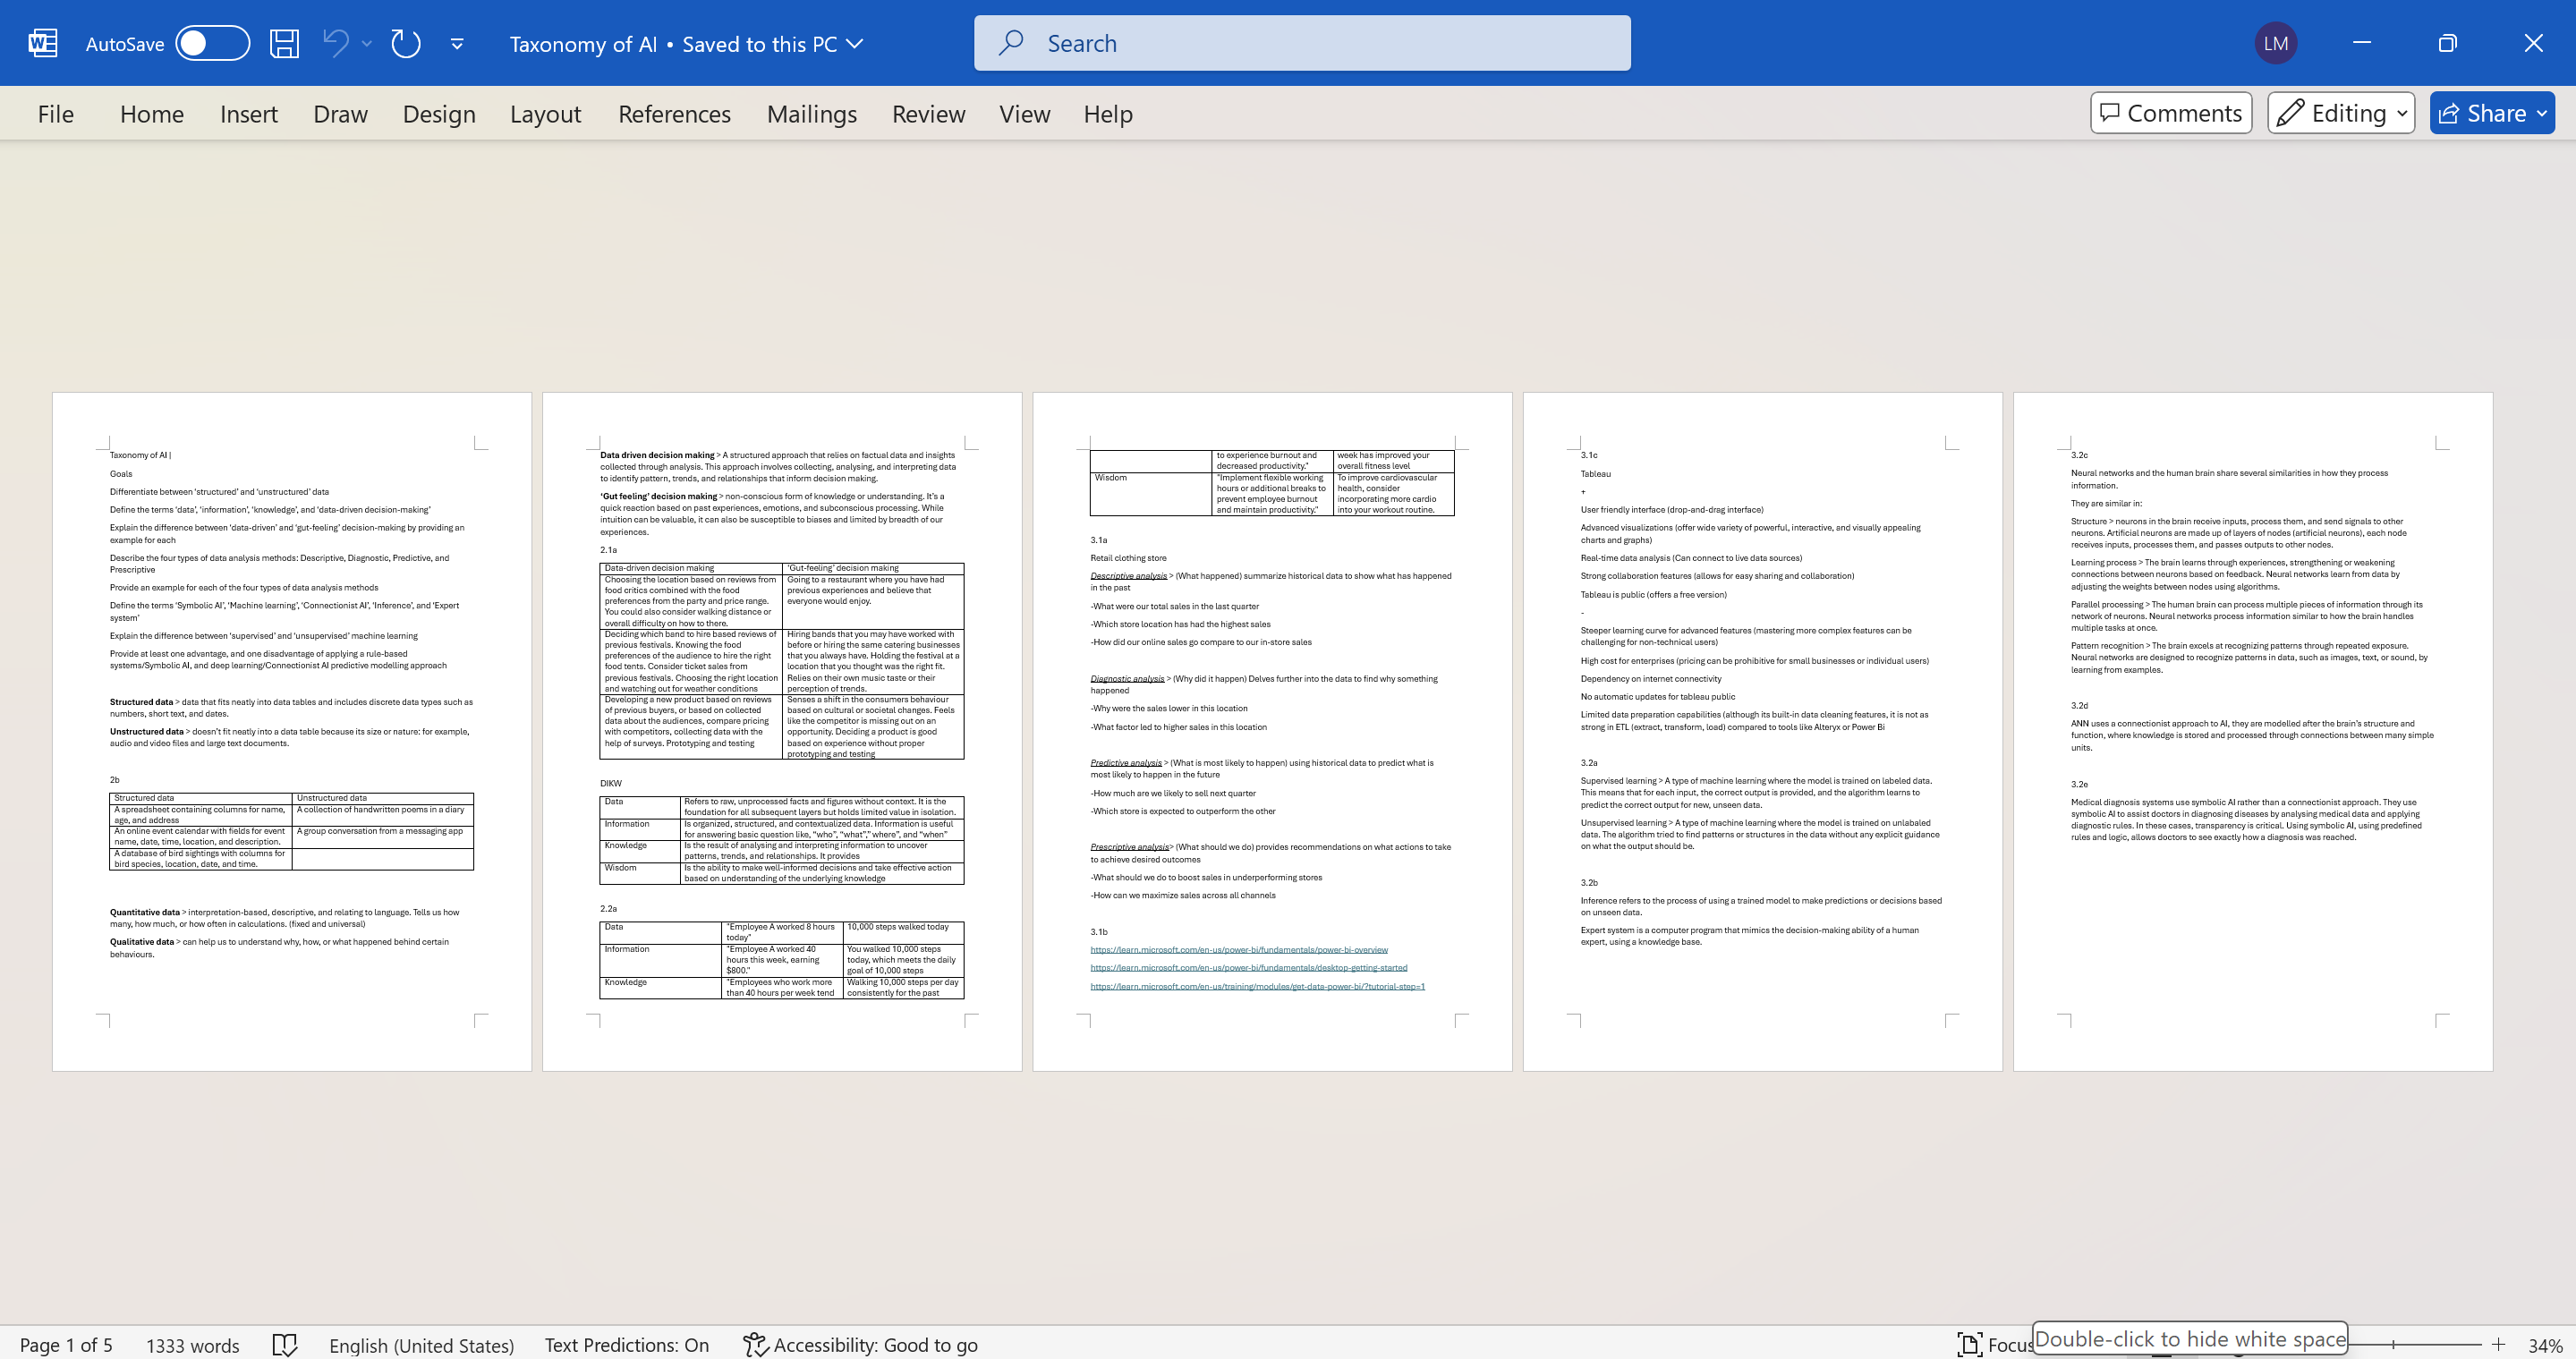 AutoSave
Taxonomy of AI • Saved to this PC
Search
LM
File Home Insert Draw Design Layout References Mailings Review View Help
Comments Editing Share
Taxonomy of AI
Goals
Differentiate between ‘structured’ and ‘unstructured’ data
Define the terms ‘data’, ‘information’, ‘knowledge’, and ‘data-driven decision-making’
Explain the difference between ‘data-driven’ and ‘gut-feeling’ decision-making by providing an
example for each
Describe the four types of data analysis methods: Descriptive, Diagnostic, Predictive, and
Prescriptive
Provide an example for each of the four types of data analysis methods
Define the terms ‘Symbolic AI’, ‘Machine learning’, ‘Connectionist AI’, ‘Inference’, and ‘Expert
system’
Explain the difference between ‘supervised’ and ‘unsupervised’ machine learning
Provide at least one advantage, and one disadvantage of applying a rule-based
systems/Symbolic AI, and deep learning/Connectionist AI predictive modelling approach
Structured data > data that fits neatly into data tables and includes discrete data types such as
numbers, short text, and dates.
Unstructured data > doesn’t fit neatly into a data table because its size or nature: for example,
audio and video files and large text documents.
2b
Structured data
Unstructured data
A spreadsheet containing columns for name,
age, and address
A collection of handwritten poems in a diary
An online event calendar with fields for event
name, date, time, location, and description.
A group conversation from a messaging app
A database of bird sightings with columns for
bird species, location, date, and time.
Quantitative data > interpretation-based, descriptive, and relating to language. Tells us how
many, how much, or how often in calculations. (fixed and universal)
Qualitative data > can help us to understand why, how, or what happened behind certain
behaviours.
Data driven decision making > A structured approach that relies on factual data and insights
collected through analysis. This approach involves collecting, analysing, and interpreting data
to identify pattern, trends, and relationships that inform decision making.
‘Gut feeling’ decision making > non-conscious form of knowledge or understanding. It’s a
quick reaction based on past experiences, emotions, and subconscious processing. While
intuition can be valuable, it can also be susceptible to biases and limited by breadth of our
experiences.
2.1a
Data-driven decision making
‘Gut-feeling’ decision making
Choosing the location based on reviews from
food critics combined with the food
preferences from the party and price range.
You could also consider walking distance or
overall difficulty on how to there.
Going to a restaurant where you have had
previous experiences and believe that
everyone would enjoy.
Deciding which band to hire based reviews of
previous festivals. Knowing the food
preferences of the audience to hire the right
food tents. Consider ticket sales from
previous festivals. Choosing the right location
and watching out for weather conditions
Hiring bands that you may have worked with
before or hiring the same catering businesses
that you always have. Holding the festival at a
location that you thought was the right fit.
Relies on their own music taste or their
perception of trends.
Developing a new product based on reviews
of previous buyers, or based on collected
data about the audiences, compare pricing
with competitors, collecting data with the
help of surveys. Prototyping and testing
Senses a shift in the consumers behaviour
based on cultural or societal changes. Feels
like the competitor is missing out on an
opportunity. Deciding a product is good
based on experience without proper
prototyping and testing
DIKW
Data
Refers to raw, unprocessed facts and figures without context. It is the
foundation for all subsequent layers but holds limited value in isolation.
Information
Is organized, structured, and contextualized data. Information is useful
for answering basic question like, “who”, “what”,” where”, and “when”
Knowledge
Is the result of analysing and interpreting information to uncover
patterns, trends, and relationships. It provides
Wisdom
Is the ability to make well-informed decisions and take effective action
based on understanding of the underlying knowledge
2.2a
Data
"Employee A worked 8 hours
today"
10,000 steps walked today
Information
"Employee A worked 40
hours this week, earning
$800."
You walked 10,000 steps
today, which meets the daily
goal of 10,000 steps
Knowledge
"Employees who work more
than 40 hours per week tend
Walking 10,000 steps per day
consistently for the past
to experience burnout and
decreased productivity."
week has improved your
overall fitness level
Wisdom
"Implement flexible working
hours or additional breaks to
prevent employee burnout
and maintain productivity."
To improve cardiovascular
health, consider
incorporating more cardio
into your workout routine.
3.1a
Retail clothing store
Descriptive analysis > (What happened) summarize historical data to show what has happened
in the past
-What were our total sales in the last quarter
-Which store location has had the highest sales
-How did our online sales go compare to our in-store sales
Diagnostic analysis > (Why did it happen) Delves further into the data to find why something
happened
-Why were the sales lower in this location
-What factor led to higher sales in this location
Predictive analysis > (What is most likely to happen) using historical data to predict what is
most likely to happen in the future
-How much are we likely to sell next quarter
-Which store is expected to outperform the other
Prescriptive analysis> (What should we do) provides recommendations on what actions to take
to achieve desired outcomes
-What should we do to boost sales in underperforming stores
-How can we maximize sales across all channels
3.1b
https://learn.microsoft.com/en-us/power-bi/fundamentals/power-bi-overview
https://learn.microsoft.com/en-us/power-bi/fundamentals/desktop-getting-started
https://learn.microsoft.com/en-us/training/modules/get-data-power-bi/?tutorial-step=1
3.1c
Tableau
+
User friendly interface (drop-and-drag interface)
Advanced visualizations (offer wide variety of powerful, interactive, and visually appealing
charts and graphs)
Real-time data analysis (Can connect to live data sources)
Strong collaboration features (allows for easy sharing and collaboration)
Tableau is public (offers a free version)
-
Steeper learning curve for advanced features (mastering more complex features can be
challenging for non-technical users)
High cost for enterprises (pricing can be prohibitive for small businesses or individual users)
Dependency on internet connectivity
No automatic updates for tableau public
Limited data preparation capabilities (although its built-in data cleaning features, it is not as
strong in ETL (extract, transform, load) compared to tools like Alteryx or Power Bi
3.2a
Supervised learning > A type of machine learning where the model is trained on labeled data.
This means that for each input, the correct output is provided, and the algorithm learns to
predict the correct output for new, unseen data.
Unsupervised learning > A type of machine learning where the model is trained on unlabaled
data. The algorithm tried to find patterns or structures in the data without any explicit guidance
on what the output should be.
3.2b
Inference refers to the process of using a trained model to make predictions or decisions based
on unseen data.
Expert system is a computer program that mimics the decision-making ability of a human
expert, using a knowledge base.
3.2c
Neural networks and the human brain share several similarities in how they process
information.
They are similar in:
Structure > neurons in the brain receive inputs, process them, and send signals to other
neurons. Artificial neurons are made up of layers of nodes (artificial neurons), each node
receives inputs, processes them, and passes outputs to other nodes.
Learning process > The brain learns through experiences, strengthening or weakening
connections between neurons based on feedback. Neural networks learn from data by
adjusting the weights between nodes using algorithms.
Parallel processing > The human brain can process multiple pieces of information through its
network of neurons. Neural networks process information similar to how the brain handles
multiple tasks at once.
Pattern recognition > The brain excels at recognizing patterns through repeated exposure.
Neural networks are designed to recognize patterns in data, such as images, text, or sound, by
learning from examples.
3.2d
ANN uses a connectionist approach to AI, they are modelled after the brain’s structure and
function, where knowledge is stored and processed through connections between many simple
units.
3.2e
Medical diagnosis systems use symbolic AI rather than a connectionist approach. They use
symbolic AI to assist doctors in diagnosing diseases by analysing medical data and applying
diagnostic rules. In these cases, transparency is critical. Using symbolic AI, using predefined
rules and logic, allows doctors to see exactly how a diagnosis was reached.
Page 1 of 5 1333 words English (United States) Text Predictions: On Accessibility: Good to go Focus 34%
Double-click to hide white space